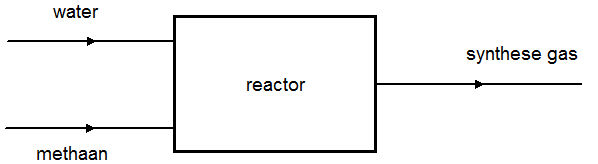 water
synthese gas
reactor
methaan